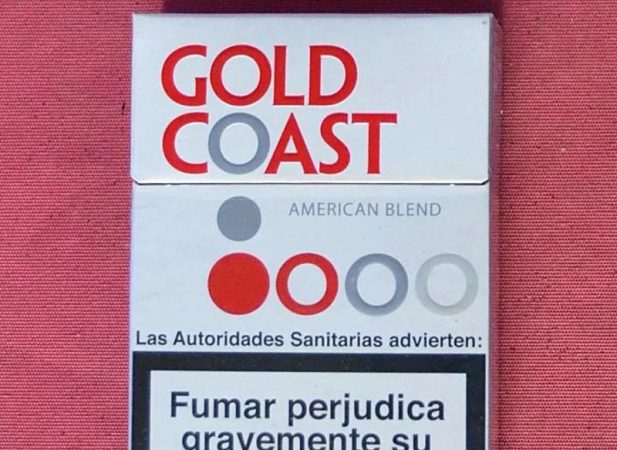 GOLD
COAST
AMERICAN BLEND
Las Autoridades Sanitarias advierten:
Fumar perjudica
gravemente su